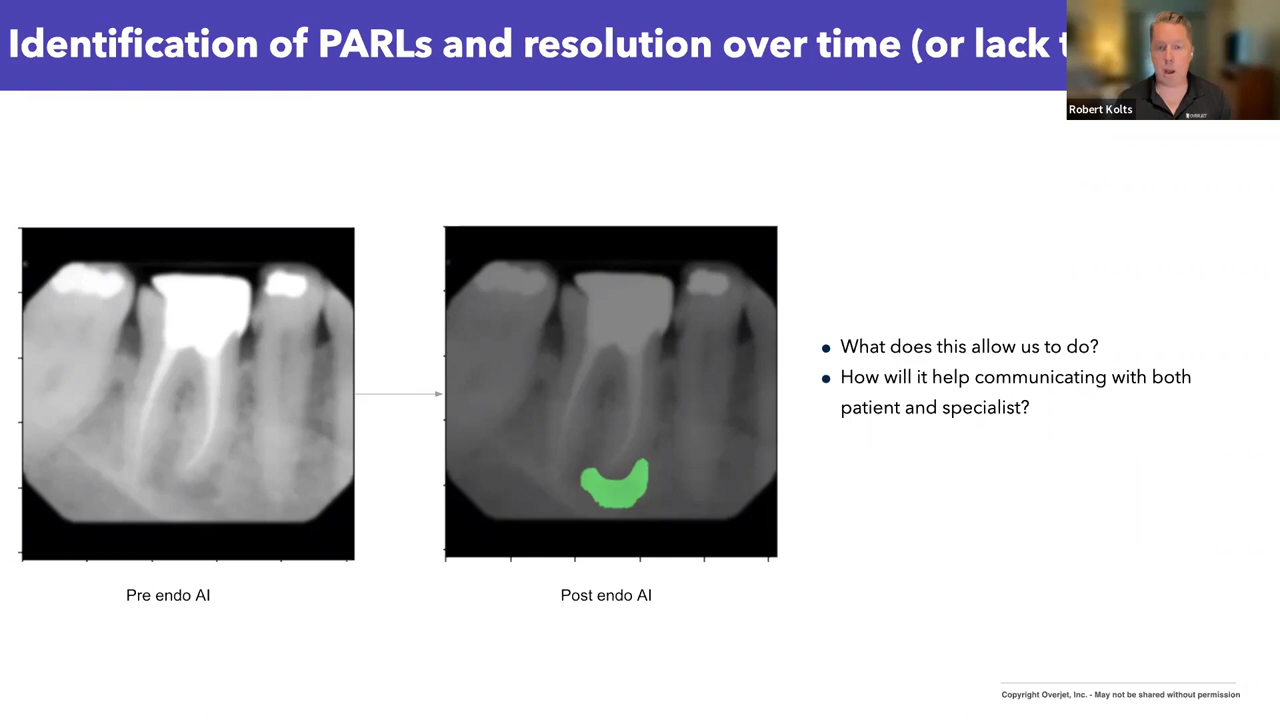 Identification of PARLs and resolution over time (or lack
Robert Kolts
OVERJET
What does this allow us to do?
How will it help communicating with both
patient and specialist?
Pre endo AI
Post endo AI
Copyright Overjet, Inc. - May not be shared without permission